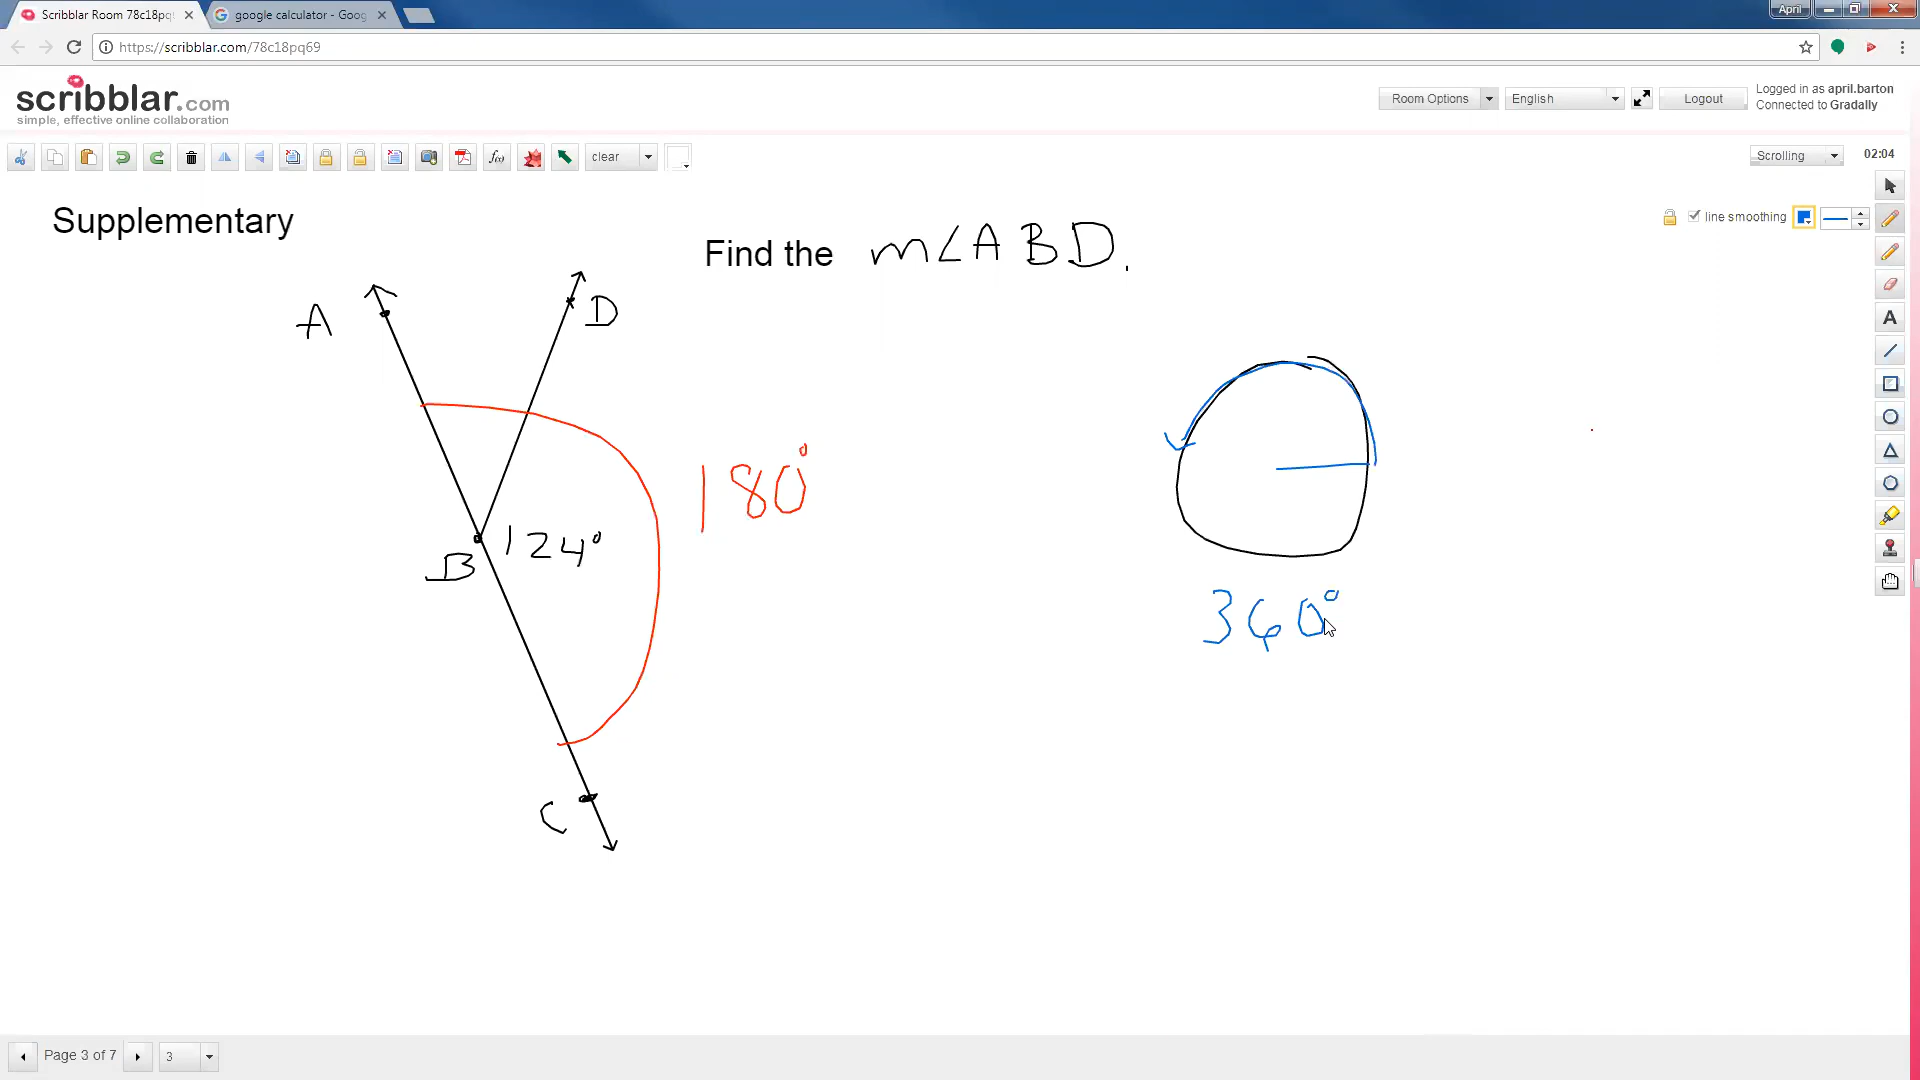 Scribblar Room 78c18pq
google calculator - Goog
April
https://scribblar.com/78c18pq69
scribblar.com
simple, effective online collaboration
Room Options
English
Logout
Logged in as april.barton
Connected to Gradally
f(x)
clear
Scrolling
02:04
line smoothing
A
Supplementary
Find the m∠ABD.
A
D
180°
B
124°
360°
C
Page 3 of 7
3